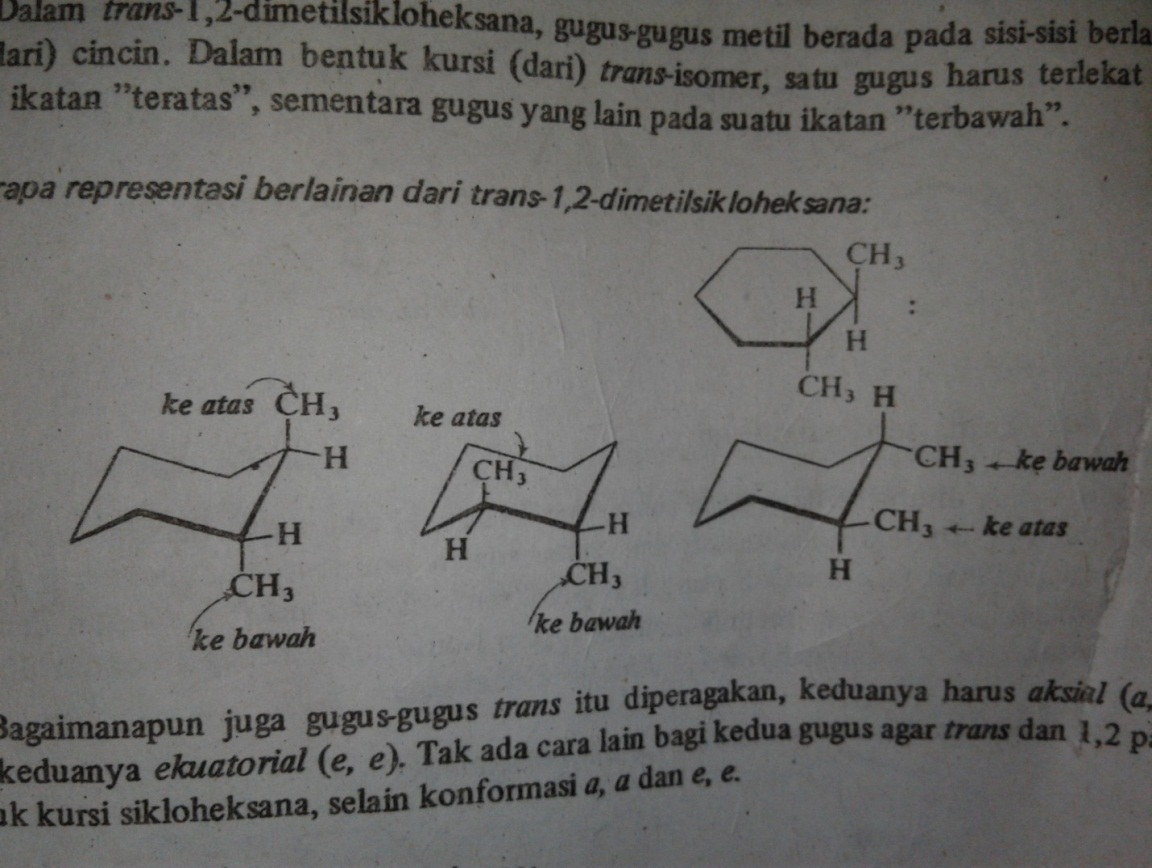 Dalam trans-1,2-dimetilsikloheksana, gugus-gugus metil berada pada sisi-sisi berla
dari) cincin. Dalam bentuk kursi (dari) trans-isomer, satu gugus harus terlekat
ikatan ”teratas”, sementara gugus yang lain pada suatu ikatan ”terbawah”.
rapa representasi berlainan dari trans-1,2-dimetilsikloheksana:
CH3
H
:
H
CH3
ke atas CH3
H
H
CH3
ke bawah
ke atas
CH3
H
H
CH3
ke bawah
H
CH3 ←ke bawah
CH3 ← ke atas
H
Bagaimanapun juga gugus-gugus trans itu diperagakan, keduanya harus aksial (a,
keduanya ekuatorial (e, e). Tak ada cara lain bagi kedua gugus agar trans dan 1,2 pa
uk kursi sikloheksana, selain konformasi a, a dan e, e.